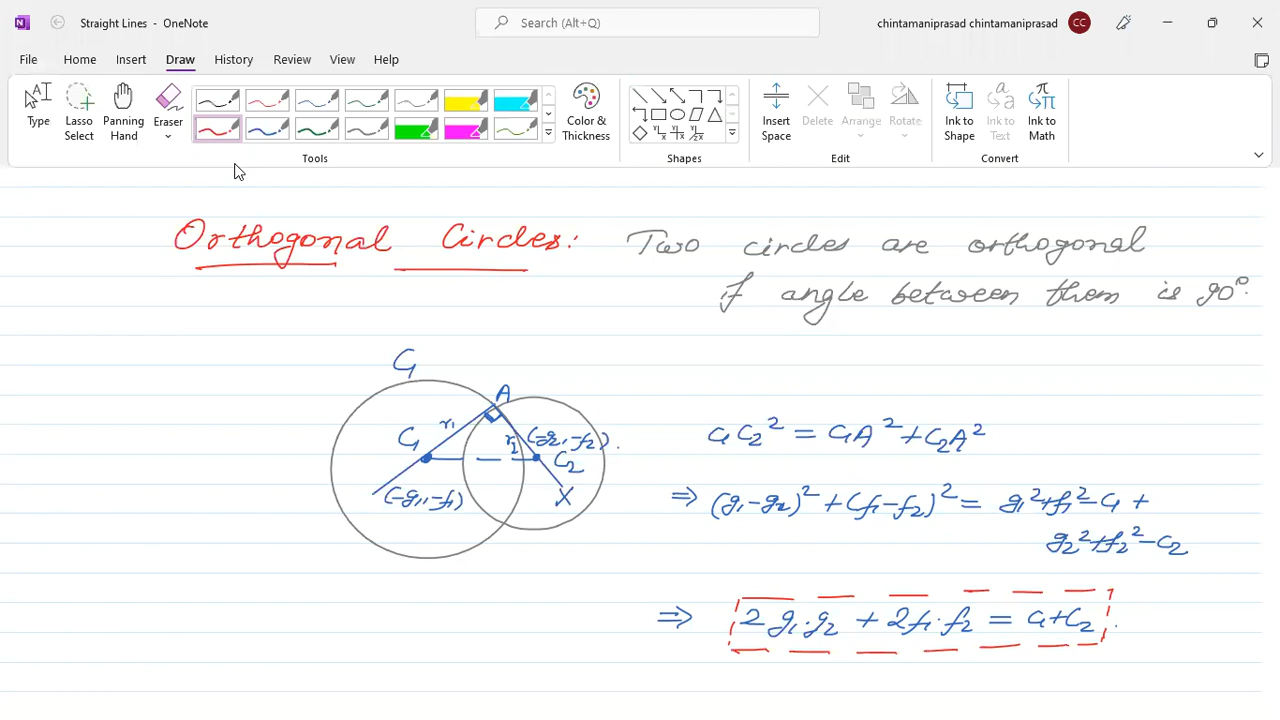 Straight Lines - OneNote
Search (Alt+Q)
chintamaniprasad chintamaniprasad
CC
File Home Insert Draw History Review View Help
Type
Lasso Select
Panning Hand
Eraser
Color & Thickness
Insert Space
Delete
Arrange
Rotate
Ink to Shape
Ink to Text
Ink to Math
Tools
Shapes
Edit
Convert
Orthogonal Circles: Two circles are orthogonal
if angle between them is 90°.
C₁
A
r₁
C₁
r₂
(-g₂,-f₂).
C₂
(-g₁,-f₁)
X
C₁C₂² = C₁A² + C₂A²
⇒ (g₁-g₂)² + (f₁-f₂)² = g₁²+f₁²-C₁ +
g₂²+f₂²-C₂
⇒ 2g₁.g₂ + 2f₁.f₂ = C₁+C₂.